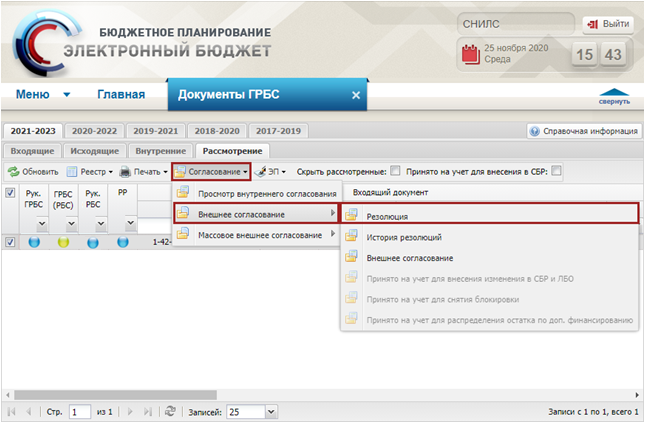 БЮДЖЕТНОЕ ПЛАНИРОВАНИЕ
ЭЛЕКТРОННЫЙ БЮДЖЕТ
СНИЛС
Выйти
25 ноября 2020
Среда
15 43
Меню Главная Документы ГРБС
свернуть
2021-2023 2020-2022 2019-2021 2018-2020 2017-2019
Справочная информация
Входящие Исходящие Внутренние Рассмотрение
Обновить Реестр Печать Согласование ЭП Скрыть рассмотренные: Принято на учет для внесения в СБР:
Рук. ГРБС
ГРБС (РБС)
Рук. РБС
РР
Входящий документ
1-42-
Просмотр внутреннего согласования
Внешнее согласование
Массовое внешнее согласование
Резолюция
История резолюций
Внешнее согласование
Принято на учет для внесения изменения в СБР и ЛБО
Принято на учет для снятия блокировки
Принято на учет для распределения остатка по доп. финансированию
Стр. 1 из 1 Записей: 25 Записи с 1 по 1, всего 1